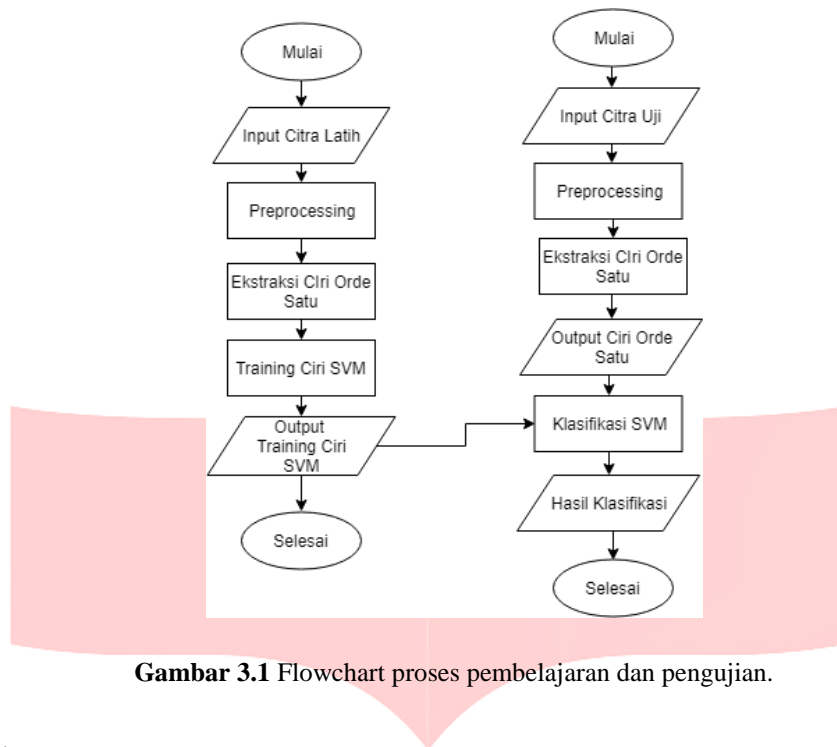 Mulai
Input Citra Latih
Preprocessing
Ekstraksi CIri Orde
Satu
Training Ciri SVM
Output
Training Ciri
SVM
Selesai
Mulai
Input Citra Uji
Preprocessing
Ekstraksi CIri Orde
Satu
Output Ciri Orde
Satu
Klasifikasi SVM
Hasil Klasifikasi
Selesai
Gambar 3.1 Flowchart proses pembelajaran dan pengujian.